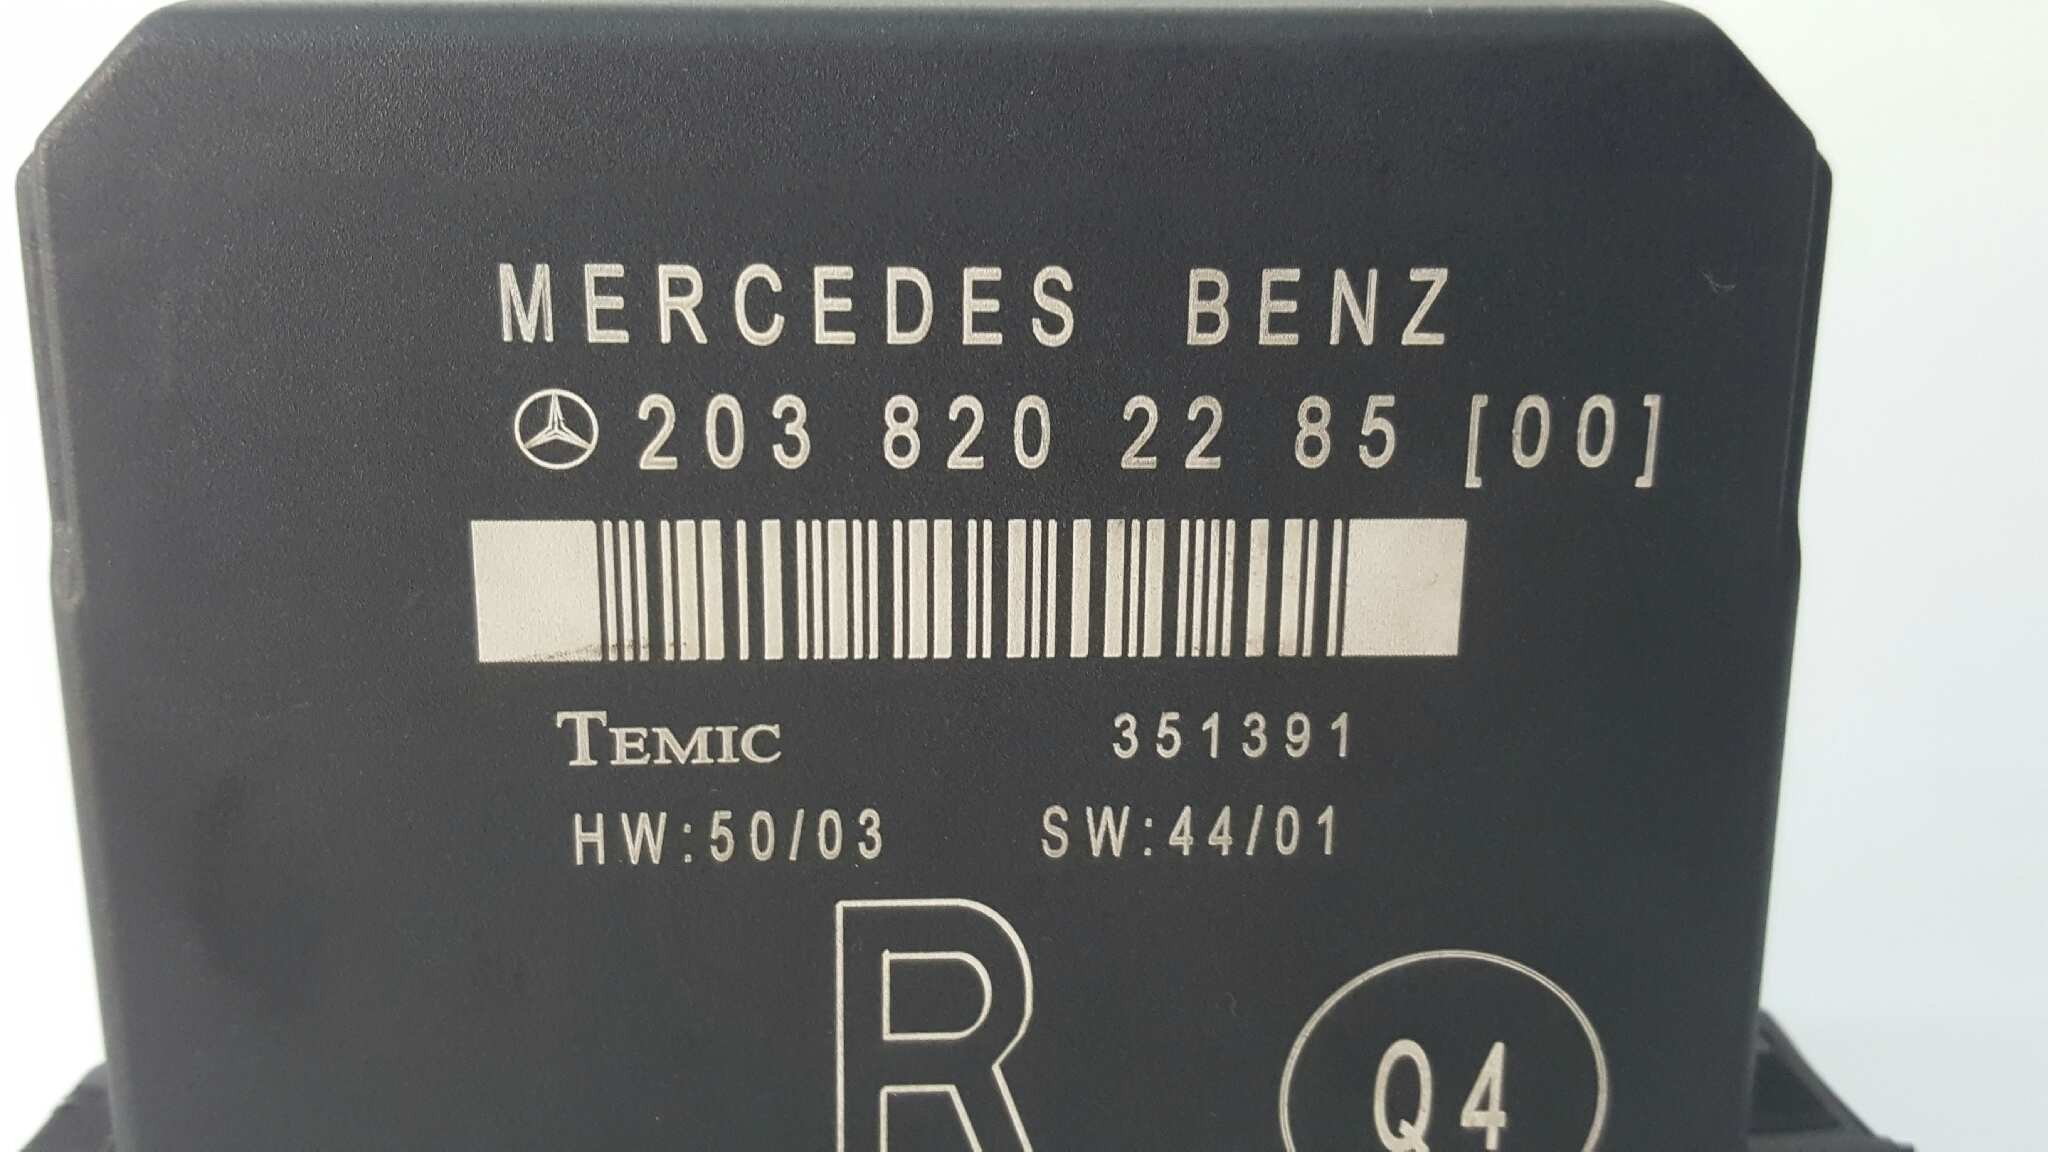 MERCEDES BENZ
203 820 22 85 [00]
TEMIC 351391
HW:50/03 SW:44/01
R
Q4